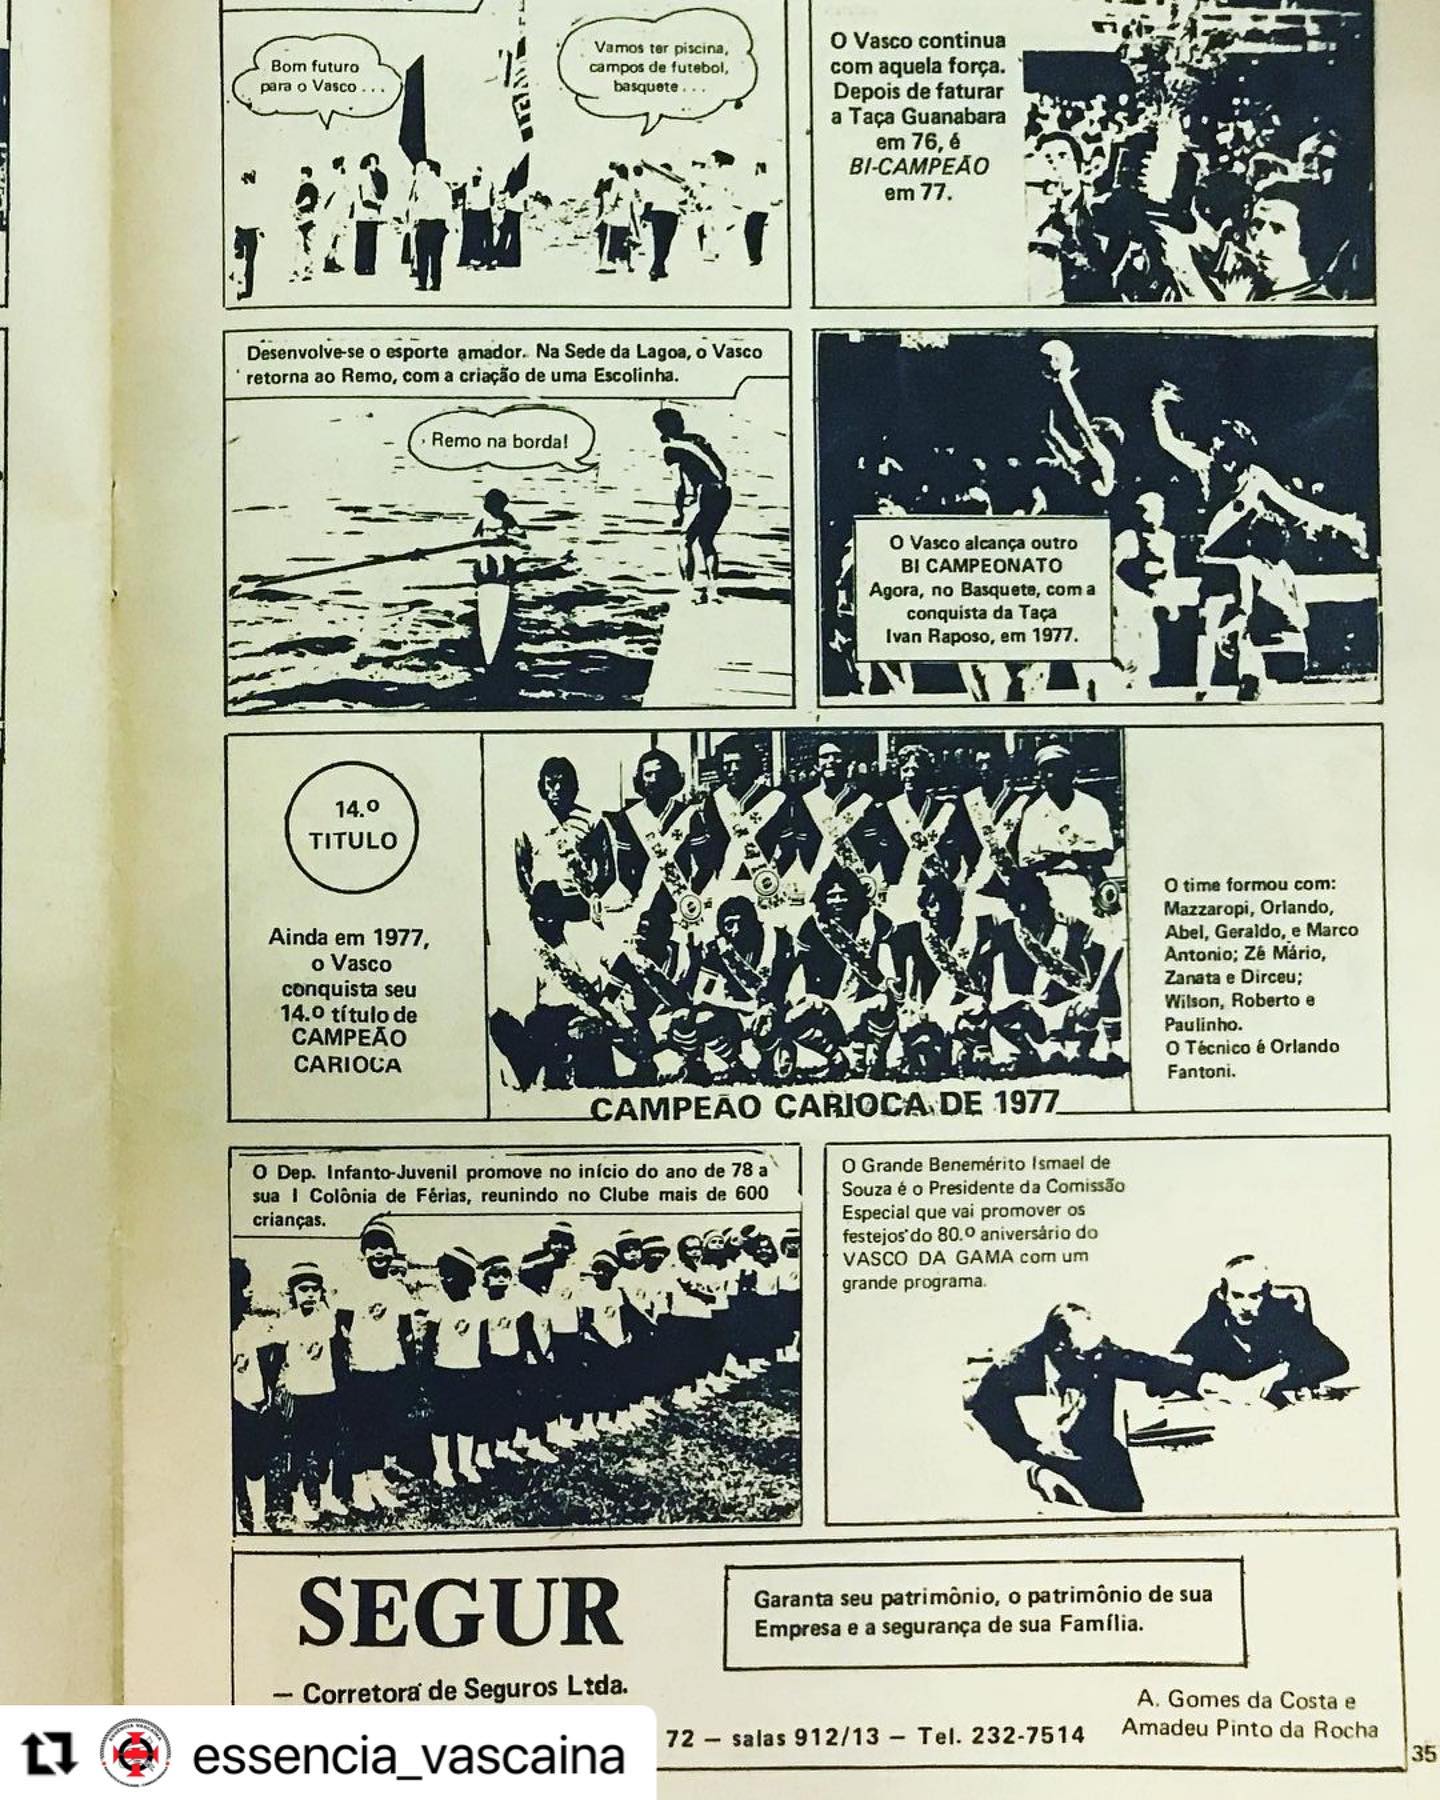 Bom futuro
para o Vasco . . .
Vamos ter piscina,
campos de futebol,
basquete . . .
O Vasco continua
com aquela força.
Depois de faturar
a Taça Guanabara
em 76, é
BI-CAMPEÃO
em 77.
Desenvolve-se o esporte amador. Na Sede da Lagoa, o Vasco
retorna ao Remo, com a criação de uma Escolinha.
Remo na borda!
O Vasco alcança outro
BI CAMPEONATO
Agora, no Basquete, com a
conquista da Taça
Ivan Raposo, em 1977.
14.º
TITULO
Ainda em 1977,
o Vasco
conquista seu
14.º título de
CAMPEÃO
CARIOCA
CAMPEÃO CARIOCA DE 1977
O time formou com:
Mazzaropi, Orlando,
Abel, Geraldo, e Marco
Antonio; Zê Mário,
Zanata e Dirceu;
Wilson, Roberto e
Paulinho.
O Técnico é Orlando
Fantoni.
O Dep. Infanto-Juvenil promove no início do ano de 78 a
sua I Colônia de Férias, reunindo no Clube mais de 600
crianças.
O Grande Benemérito Ismael de
Souza é o Presidente da Comissão
Especial que vai promover os
festejos do 80.º aniversário do
VASCO DA GAMA com um
grande programa.
SEGUR
— Corretora de Seguros Ltda.
Garanta seu patrimônio, o patrimônio de sua
Empresa e a segurança de sua Família.
A. Gomes da Costa e
Amadeu Pinto da Rocha
72 — salas 912/13 — Tel. 232-7514
35
essencia_vascaina